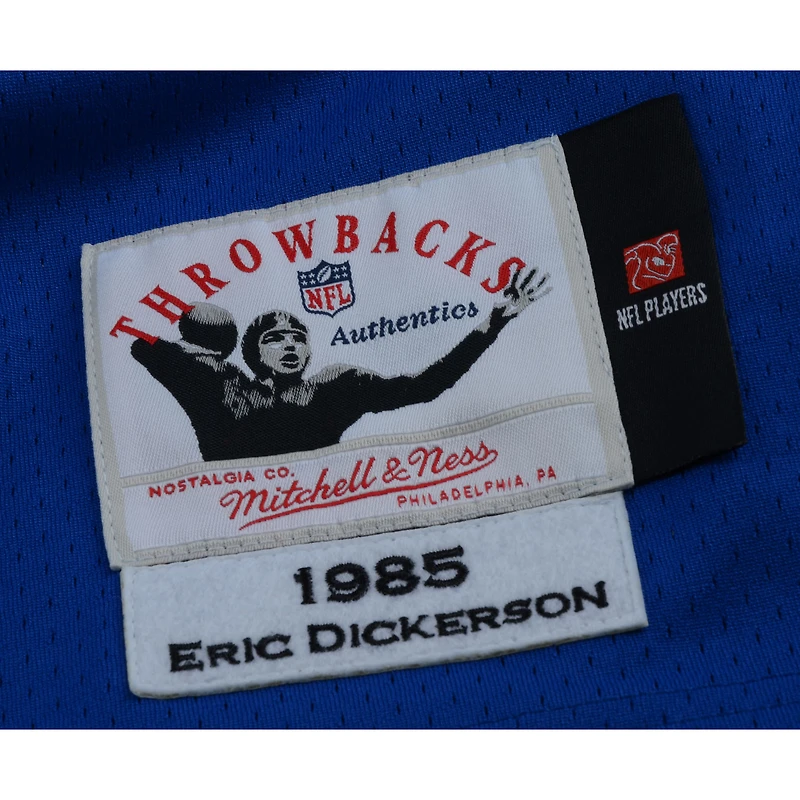 THROWBACKS
NFL
Authentics
NFL PLAYERS
NOSTALGIA CO.
Mitchell & Ness
PHILADELPHIA, PA
1985
ERIC DICKERSON